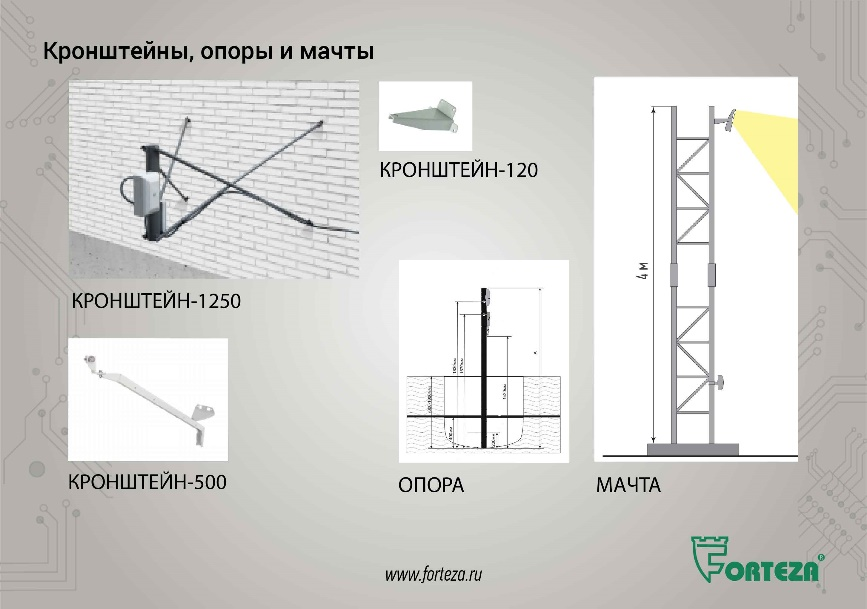 Кронштейны, опоры и мачты
КРОНШТЕЙН-1250
КРОНШТЕЙН-120
КРОНШТЕЙН-500
ОПОРА
4 м
МАЧТА
www.forteza.ru
FORTEZA®